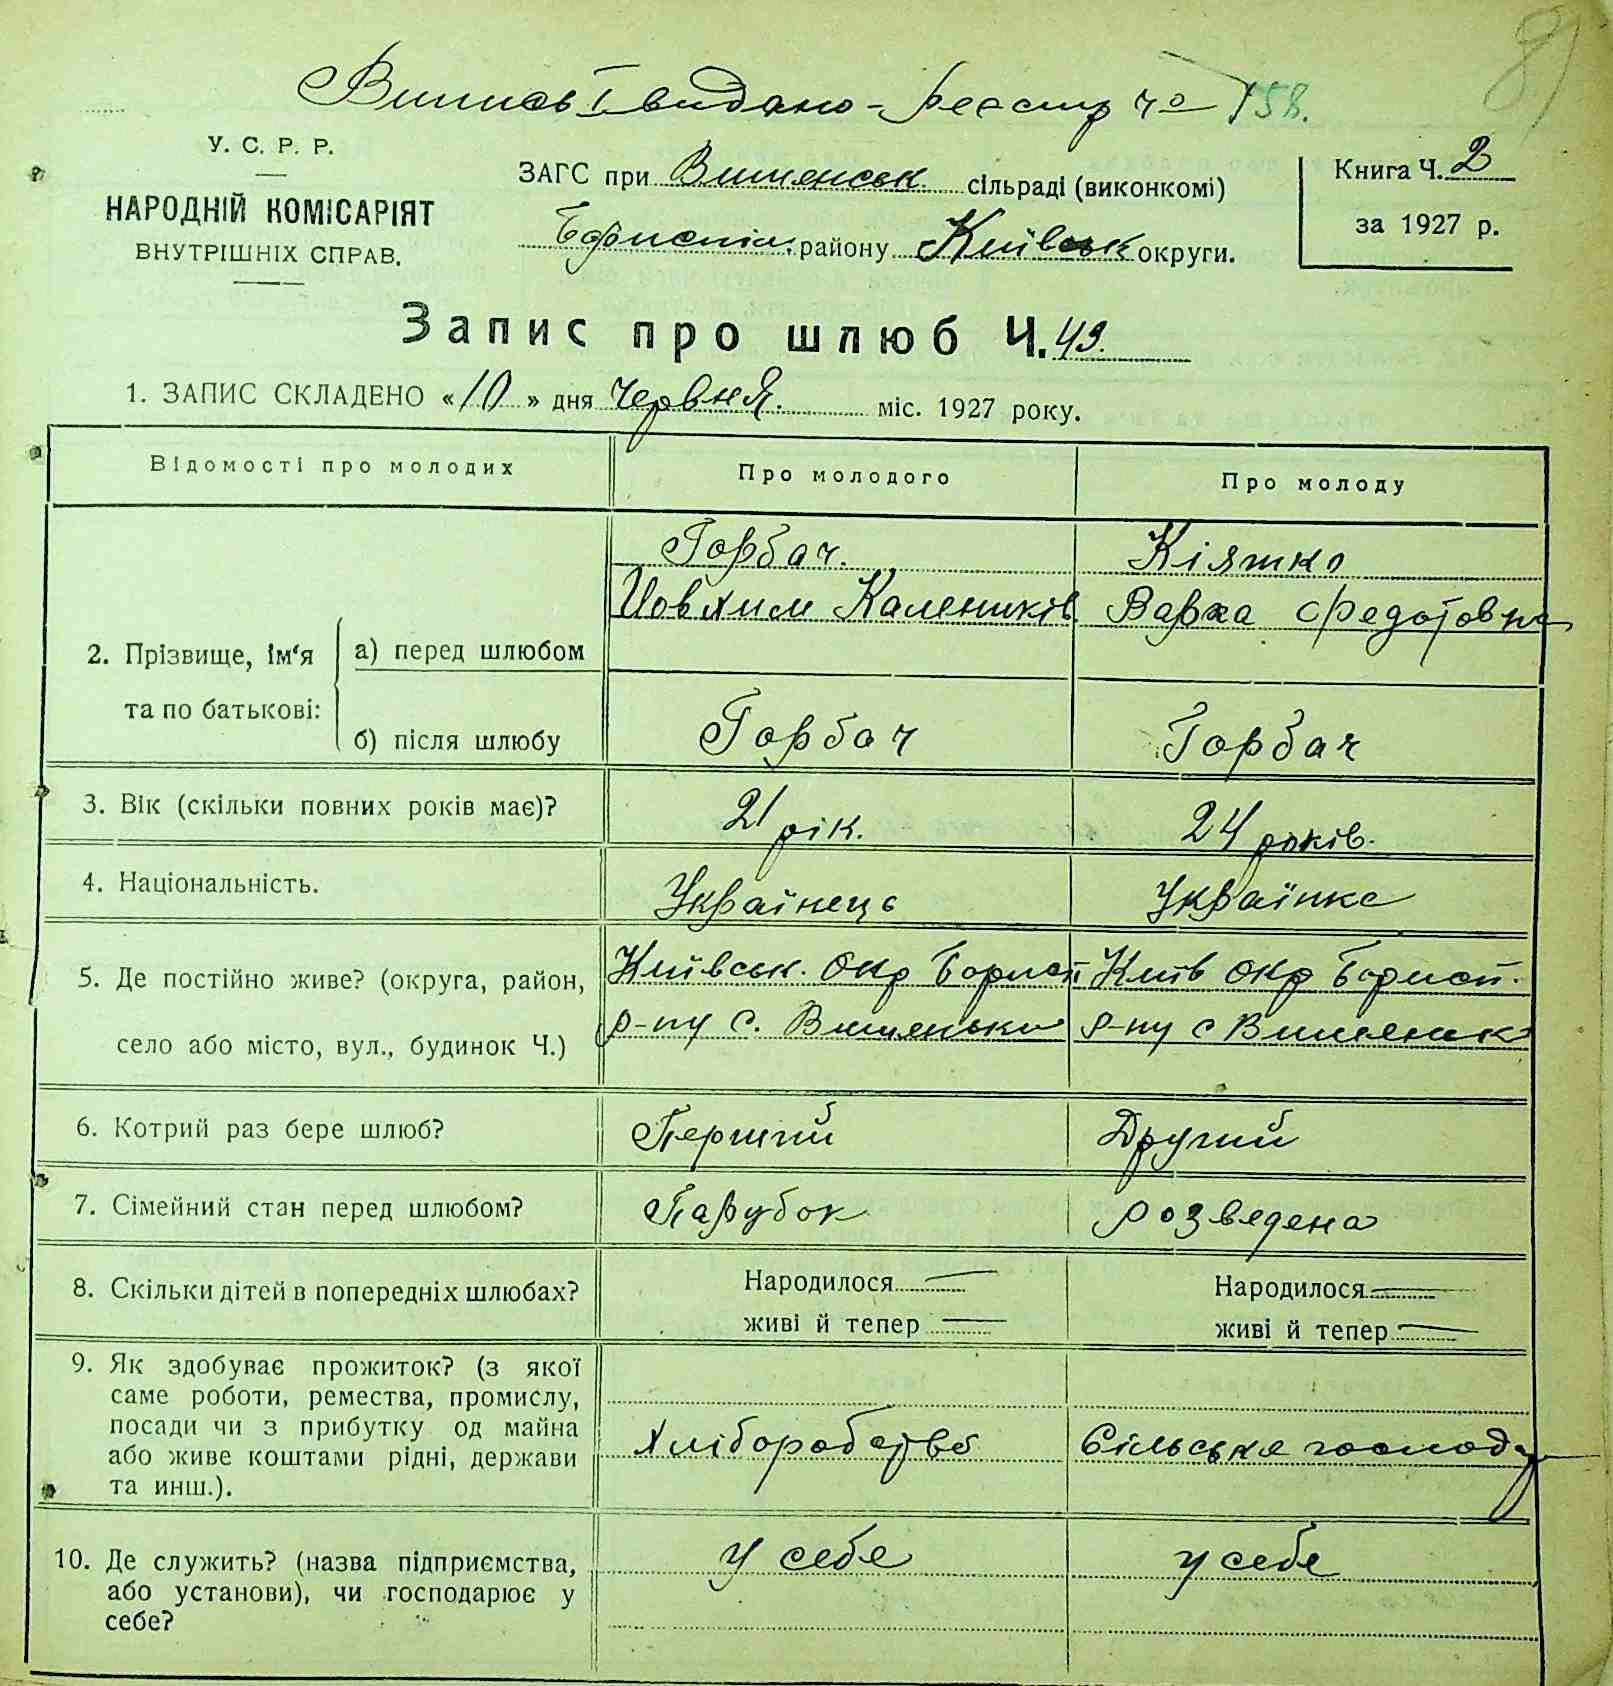 Випись I видано - реєстр Чо 158.
У. С. Р. Р.
НАРОДНІЙ КОМІСАРІЯТ
ВНУТРІШНІХ СПРАВ.
ЗАГС при Вишенськ. сільраді (виконкомі)
Бориспіл. району Київськ округи.
Книга Ч. 2
за 1927 р.
Запис про шлюб Ч. 49.
1. ЗАПИС СКЛАДЕНО «10» дня Червня. міс. 1927 року.
Відомості про молодих Про молодого Про молоду
2. Прізвище, ім'я та по батькові:
а) перед шлюбом
Горбач. Кіяшко
Йовхим Калеників. Варка Федотовна
б) після шлюбу Горбач Горбач
3. Вік (скільки повних років має)? 21 рік. 24 років.
4. Національність. Українець Українка
5. Де постійно живе? (округа, район, Київськ. окр Борисп Київ окр Борисп.
село або місто, вул., будинок Ч.) р-ну с. Вишеньки р-ну с Вишеньк
6. Котрий раз бере шлюб? Перший Другий
7. Сімейний стан перед шлюбом? Парубок розведена
8. Скільки дітей в попередніх шлюбах? Народилося — Народилося —
живі й тепер — живі й тепер —
9. Як здобуває прожиток? (з якої
саме роботи, ремества, промислу,
посади чи з прибутку од майна Хліборобство Сільське господ
або живе коштами рідні, держави
та инш.).
10. Де служить? (назва підприємства, у себе у себе
або установи), чи господарює у
себе?